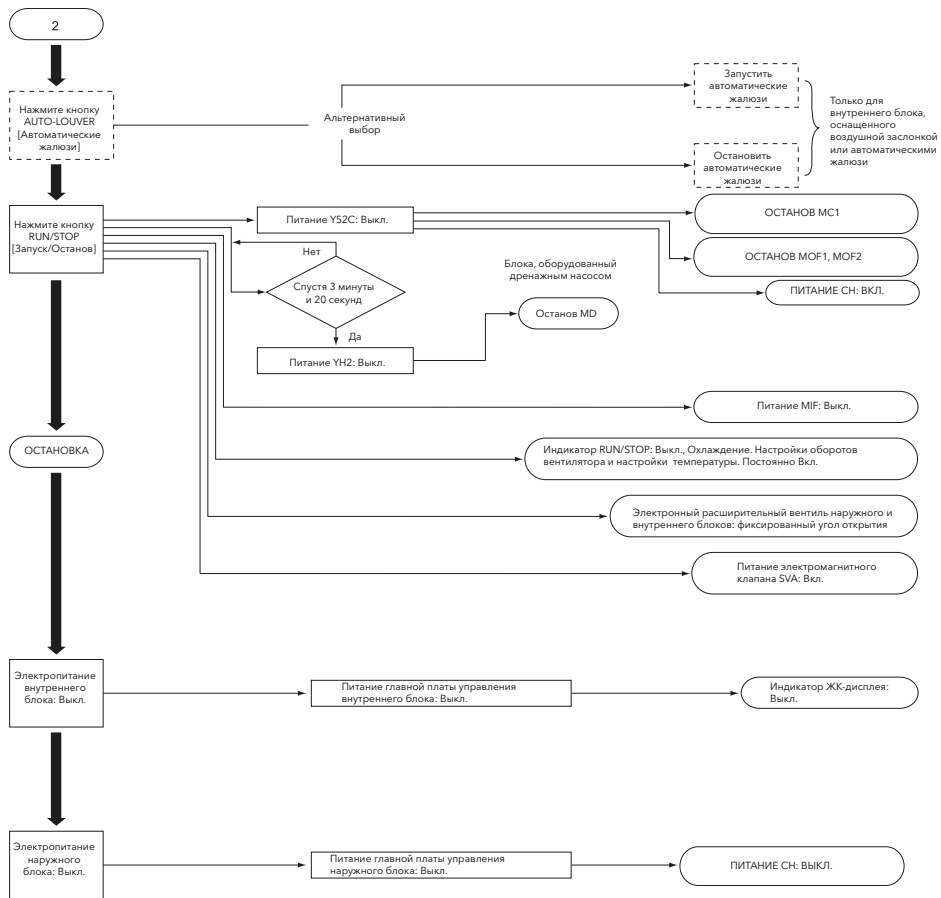 2
Нажмите кнопку
AUTO-LOUVER
[Автоматические
жалюзи]
Альтернативный
выбор
Запустить
автоматические
жалюзи
Остановить
автоматические
жалюзи
Только для
внутреннего блока,
оснащенного
воздушной заслонкой
или автоматическими
жалюзи
Нажмите кнопку
RUN/STOP
[Запуск/Останов]
Питание Y52C: Выкл.
ОСТАНОВ MC1
ОСТАНОВ MOF1, MOF2
ПИТАНИЕ CH: ВКЛ.
Нет
Спустя 3 минуты
и 20 секунд
Да
Питание YH2: Выкл.
Блока, оборудованный
дренажным насосом
Останов MD
Питание MIF: Выкл.
ОСТАНОВКА
Индикатор RUN/STOP: Выкл., Охлаждение. Настройки оборотов
вентилятора и настройки температуры. Постоянно Вкл.
Электронный расширительный вентиль наружного и
внутреннего блоков: фиксированный угол открытия
Питание электромагнитного
клапана SVA: Вкл.
Электропитание
внутреннего
блока: Выкл.
Питание главной платы управления
внутреннего блока: Выкл.
Индикатор ЖК-дисплея:
Выкл.
Электропитание
наружного
блока: Выкл.
Питание главной платы управления
наружного блока: Выкл.
ПИТАНИЕ CH: ВЫКЛ.